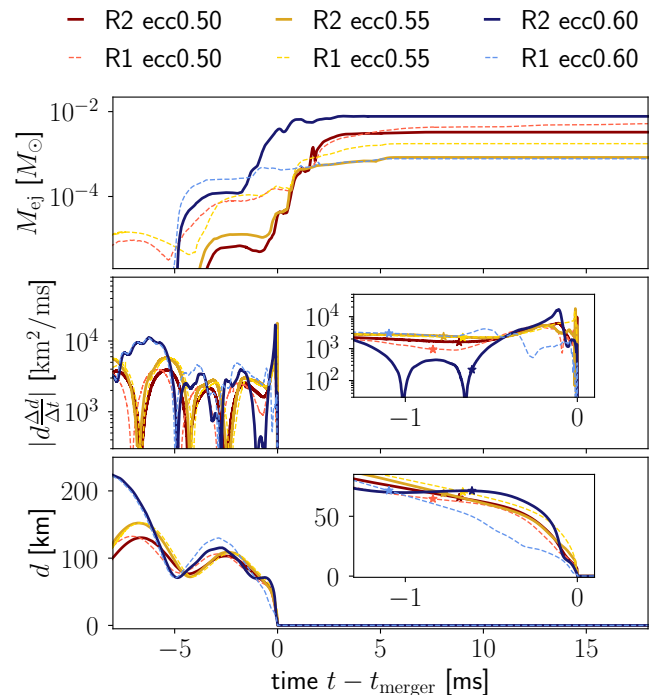 R2 ecc0.50 R2 ecc0.55 R2 ecc0.60
R1 ecc0.50 R1 ecc0.55 R1 ecc0.60
M_ej [M_⊙]
10^−2
10^−4
|d Δd/Δt| [km^2/ms]
10^4
10^3
10^4
10^3
10^2
−1 0
d [km]
200
100
0
50
0
−1 0
−5 0 5 10 15
time t − t_merger [ms]